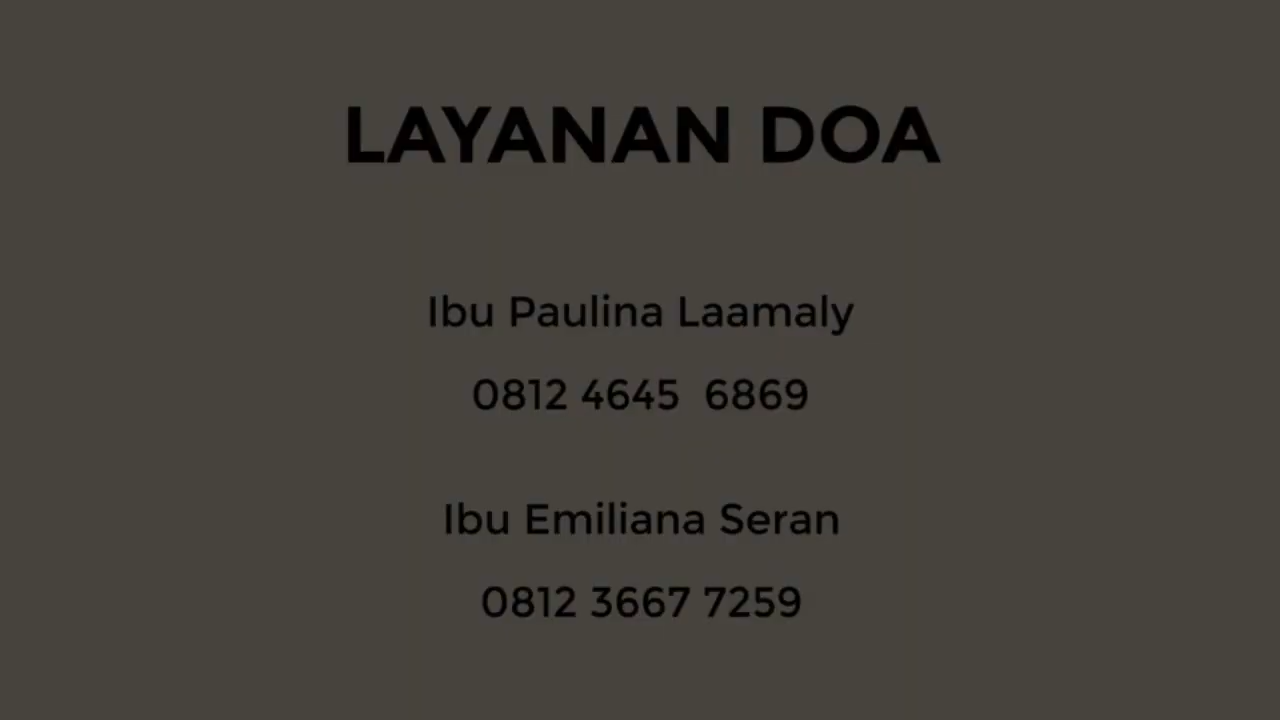 LAYANAN DOA
Ibu Paulina Laamaly
0812 4645  6869
Ibu Emiliana Seran
0812 3667 7259